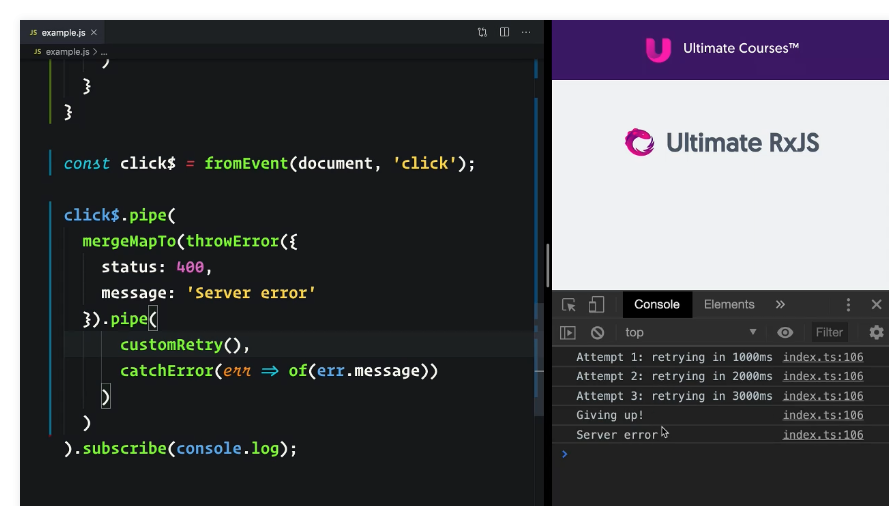 JS example.js ×
JS example.js > ...
)
}
}
const click$ = fromEvent(document, 'click');
click$.pipe(
mergeMapTo(throwError({
status: 400,
message: 'Server error'
}).pipe(
customRetry(),
catchError(err => of(err.message))
)
)
).subscribe(console.log);
Ultimate Courses™
Ultimate RxJS
Console Elements »
top Filter
Attempt 1: retrying in 1000ms index.ts:106
Attempt 2: retrying in 2000ms index.ts:106
Attempt 3: retrying in 3000ms index.ts:106
Giving up! index.ts:106
Server error index.ts:106
>